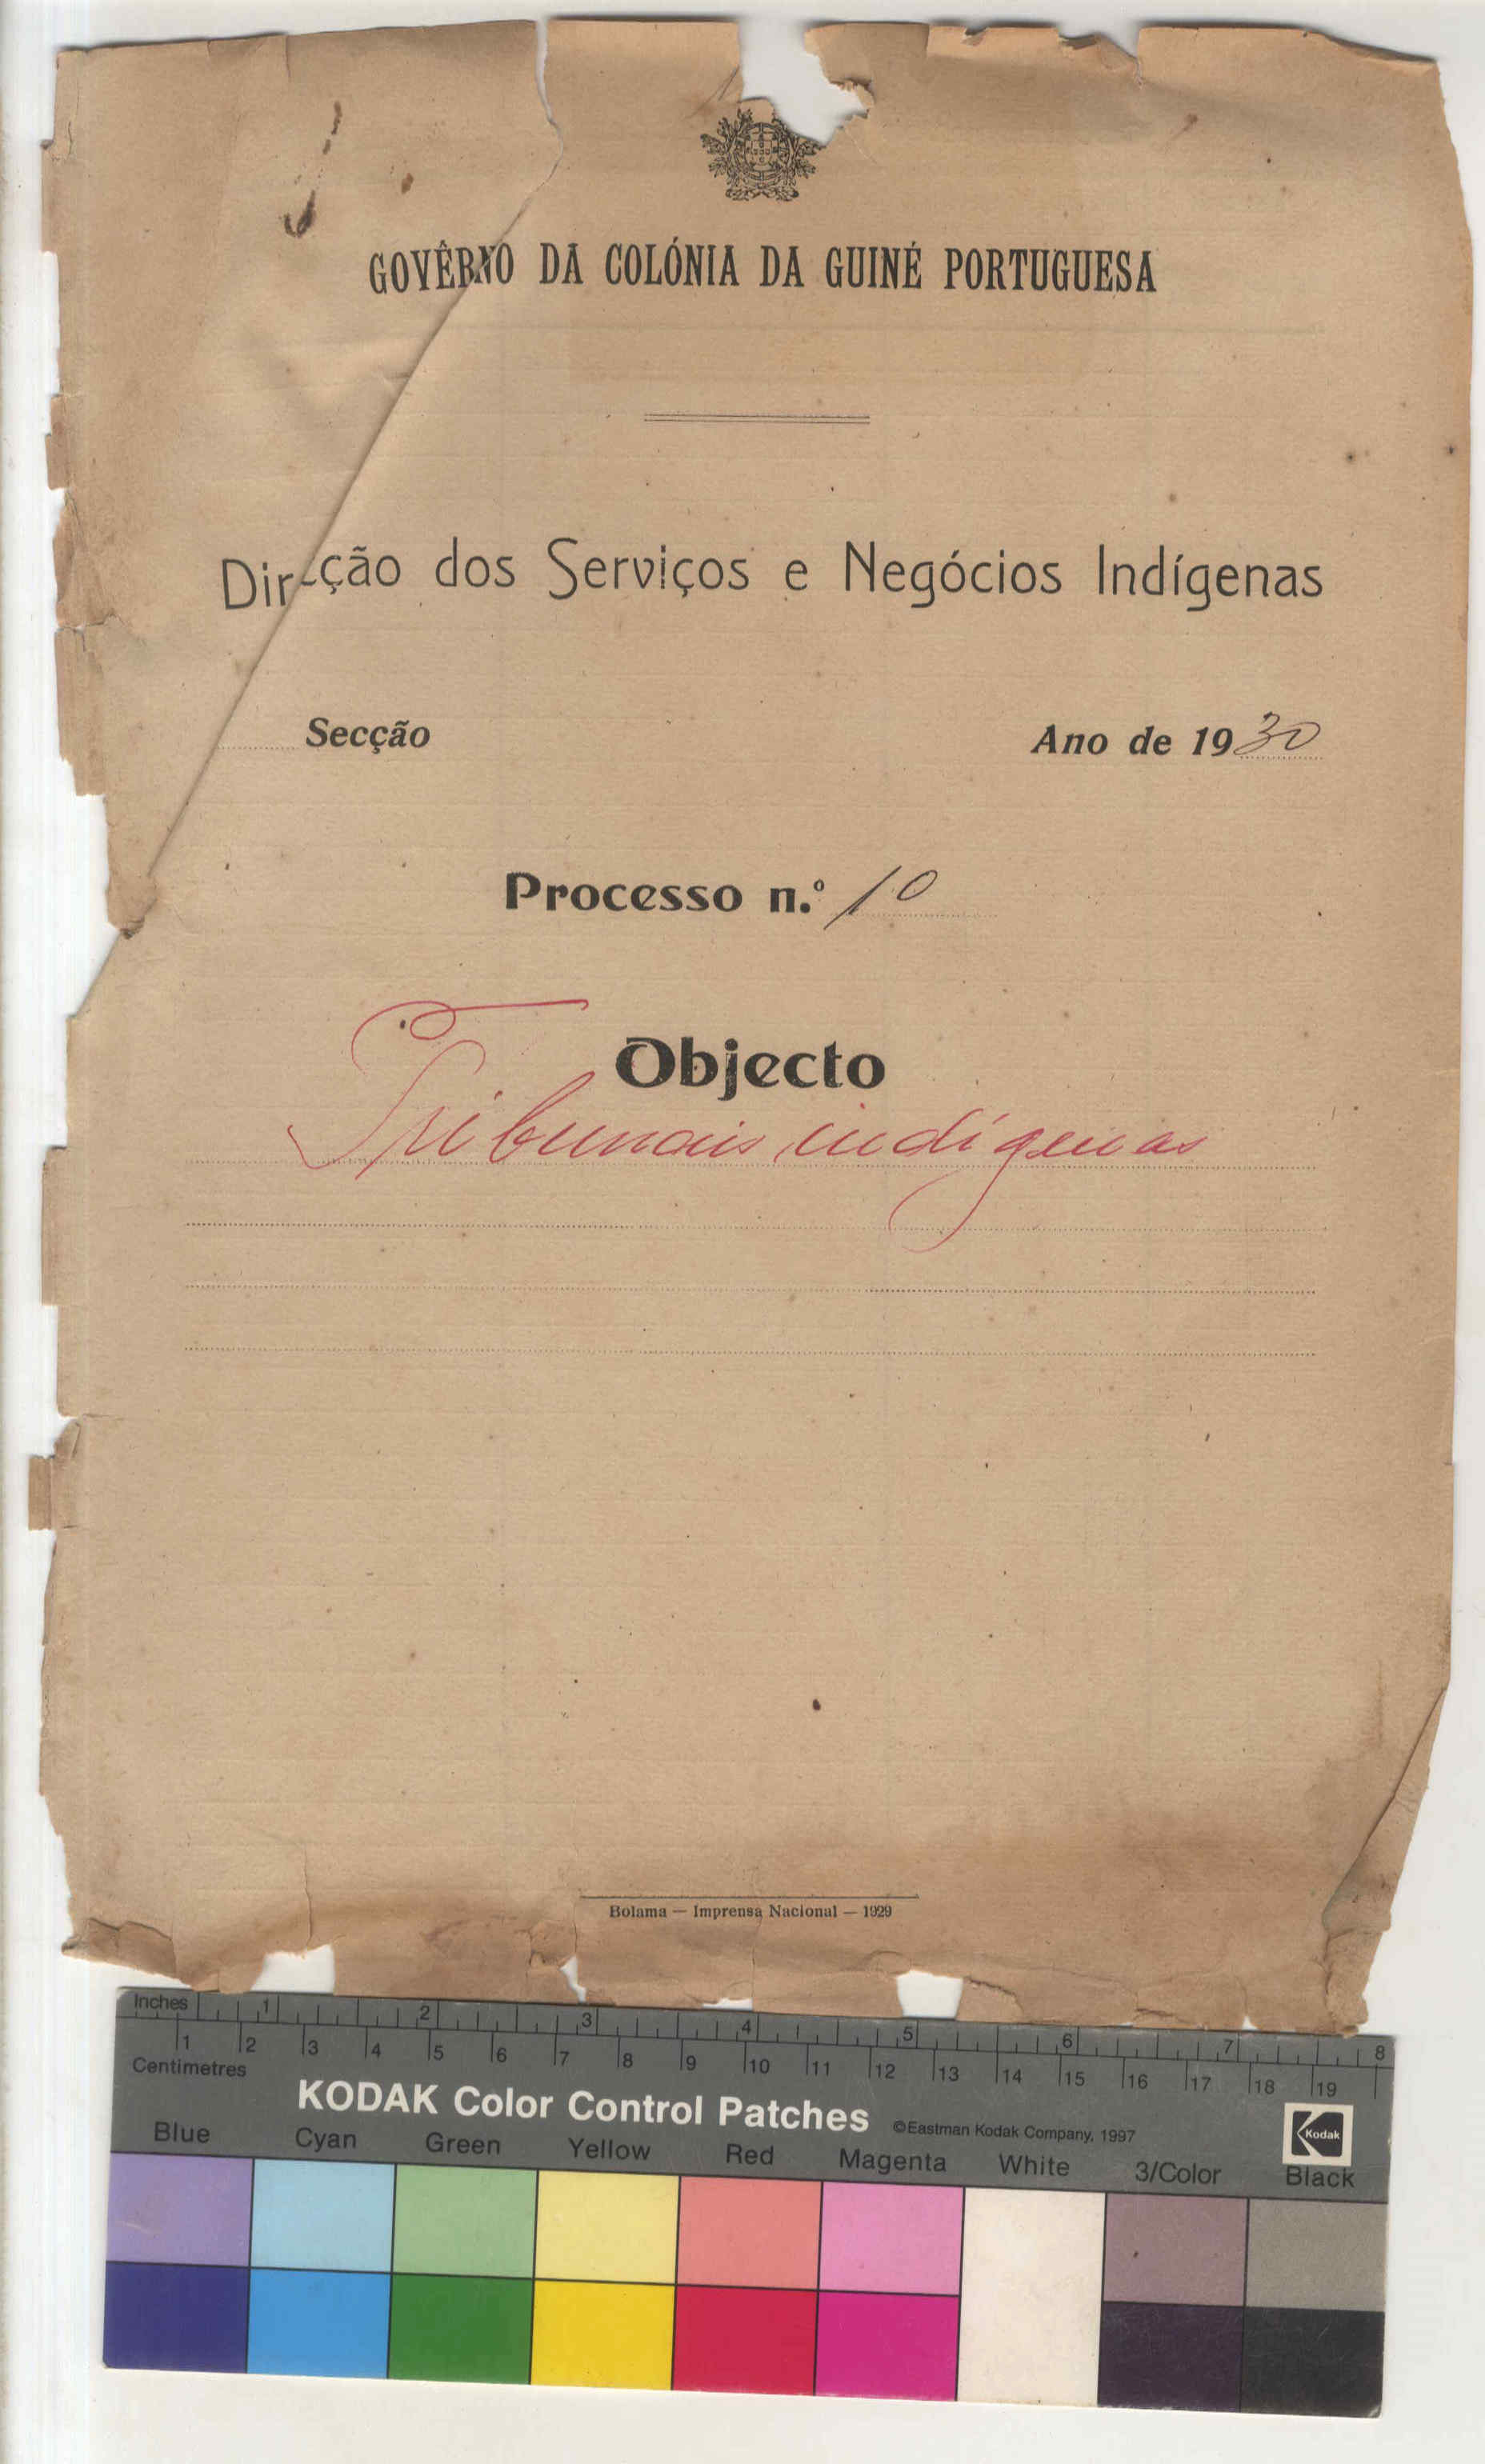 GOVÊRNO DA COLÓNIA DA GUINÉ PORTUGUESA
Direcção dos Serviços e Negócios Indígenas
Secção Ano de 1930
Processo n.º 10
Objecto
Tribunais indígenas
Bolama — Imprensa Nacional — 1929
Inches 1 2 3 4 5 6 7 8
1 2 3 4 5 6 7 8 9 10 11 12 13 14 15 16 17 18 19
Centimetres
KODAK Color Control Patches ©Eastman Kodak Company, 1997 Kodak
Blue Cyan Green Yellow Red Magenta White 3/Color Black